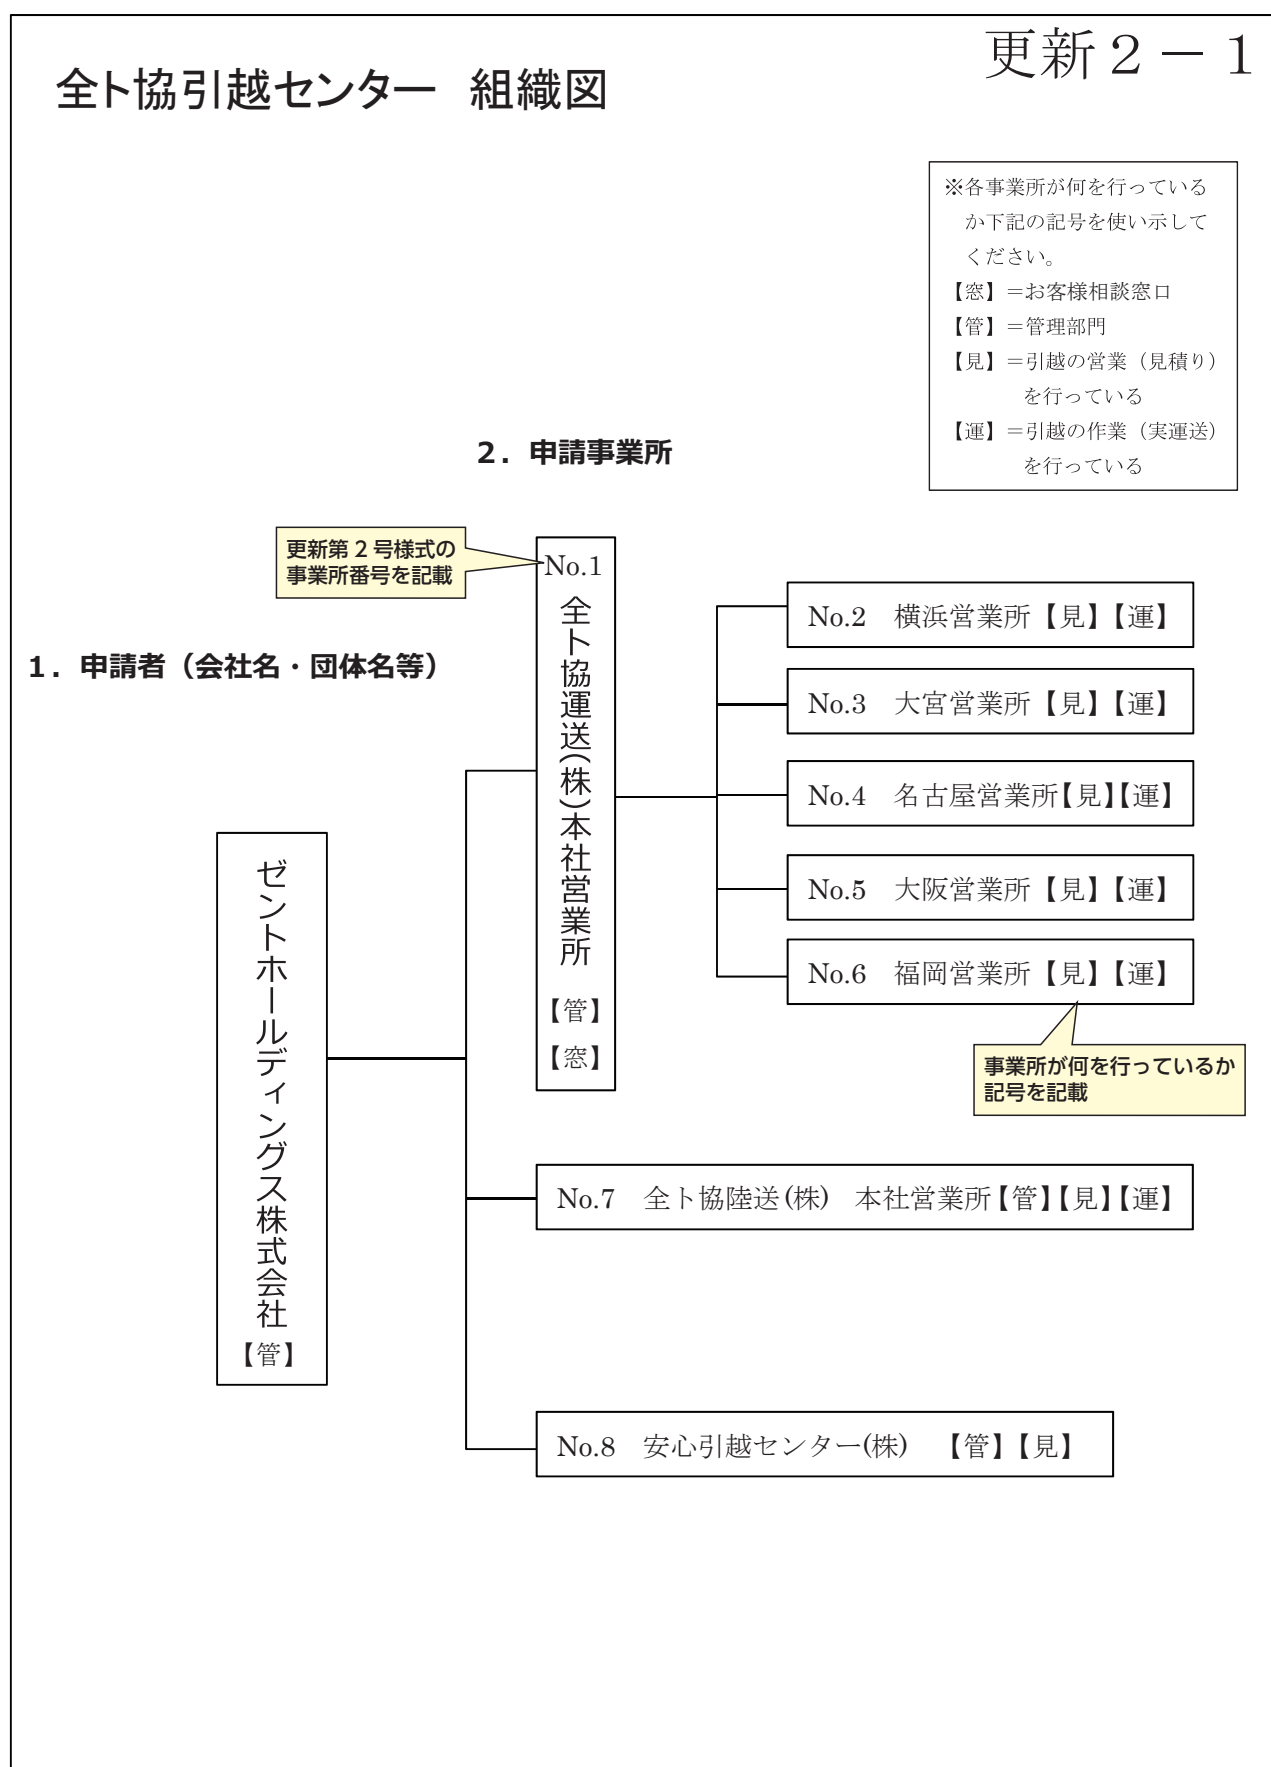 更新２－１
全ト協引越センター　組織図
※各事業所が何を行っている
か下記の記号を使い示して
ください。
【窓】＝お客様相談窓口
【管】＝管理部門
【見】＝引越の営業（見積り）
を行っている
【運】＝引越の作業（実運送）
を行っている
2．申請事業所
更新第２号様式の
事業所番号を記載
1．申請者（会社名・団体名等）
ゼントホールディングス株式会社
【管】
No.1
全ト協運送(株)本社営業所
【管】
【窓】
No.2　横浜営業所【見】【運】
No.3　大宮営業所【見】【運】
No.4　名古屋営業所【見】【運】
No.5　大阪営業所【見】【運】
No.6　福岡営業所【見】【運】
事業所が何を行っているか
記号を記載
No.7　全ト協陸送(株)　本社営業所【管】【見】【運】
No.8　安心引越センター(株)　【管】【見】